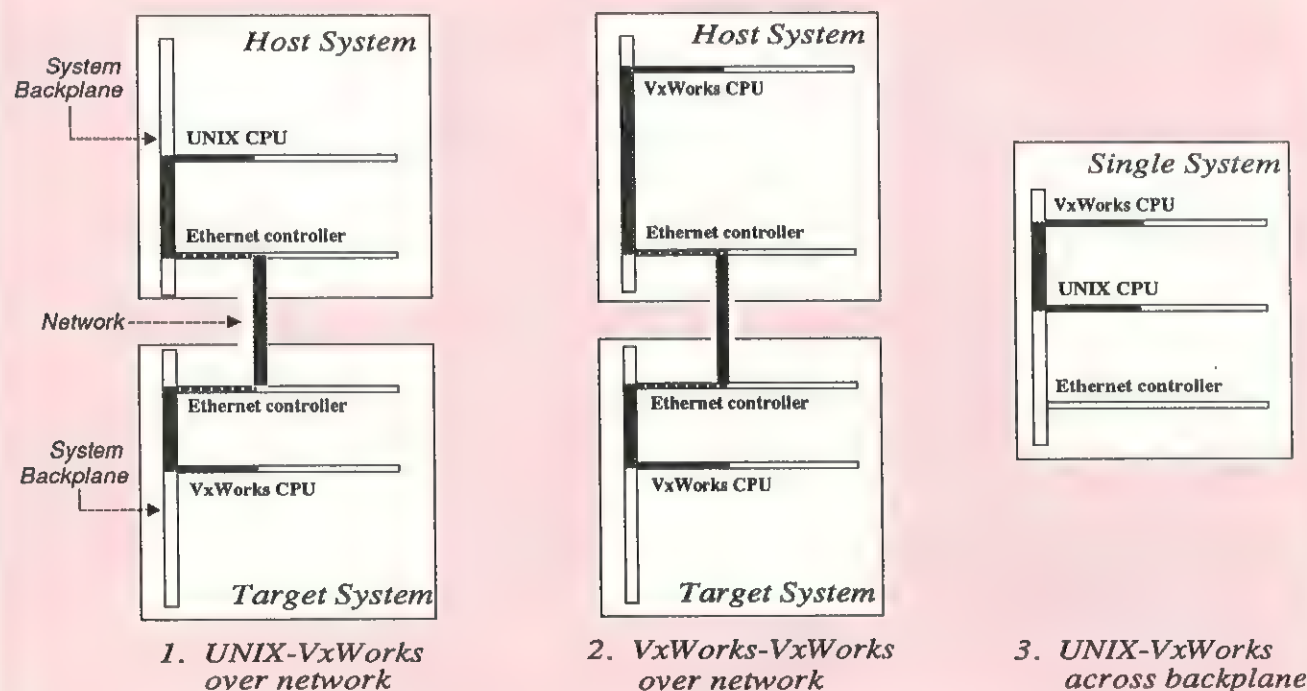 Host System
System
Backplane
UNIX CPU
Ethernet controller
Network
Ethernet controller
System
Backplane
VxWorks CPU
Target System
1. UNIX-VxWorks
over network
Host System
VxWorks CPU
Ethernet controller
Ethernet controller
VxWorks CPU
Target System
2. VxWorks-VxWorks
over network
Single System
VxWorks CPU
UNIX CPU
Ethernet controller
3. UNIX-VxWorks
across backplane